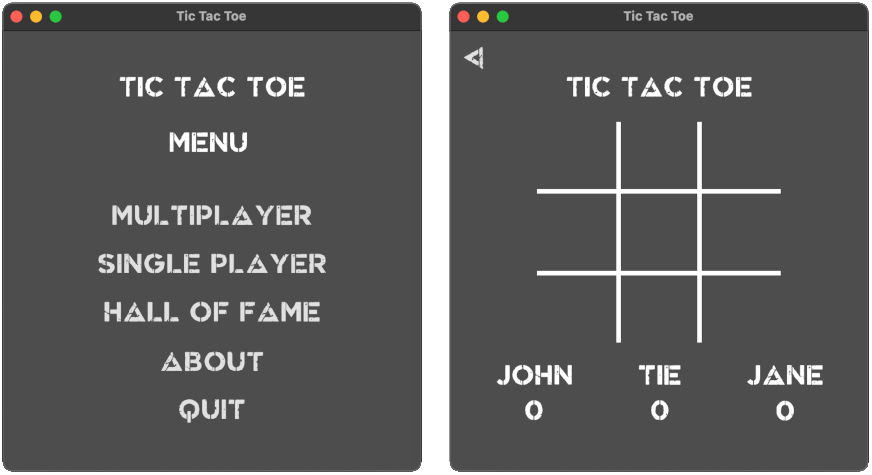 Tic Tac Toe
TIC TAC TOE
MENU
MULTIPLAYER
SINGLE PLAYER
HALL OF FAME
ABOUT
QUIT
Tic Tac Toe
TIC TAC TOE
JOHN TIE JANE
0 0 0